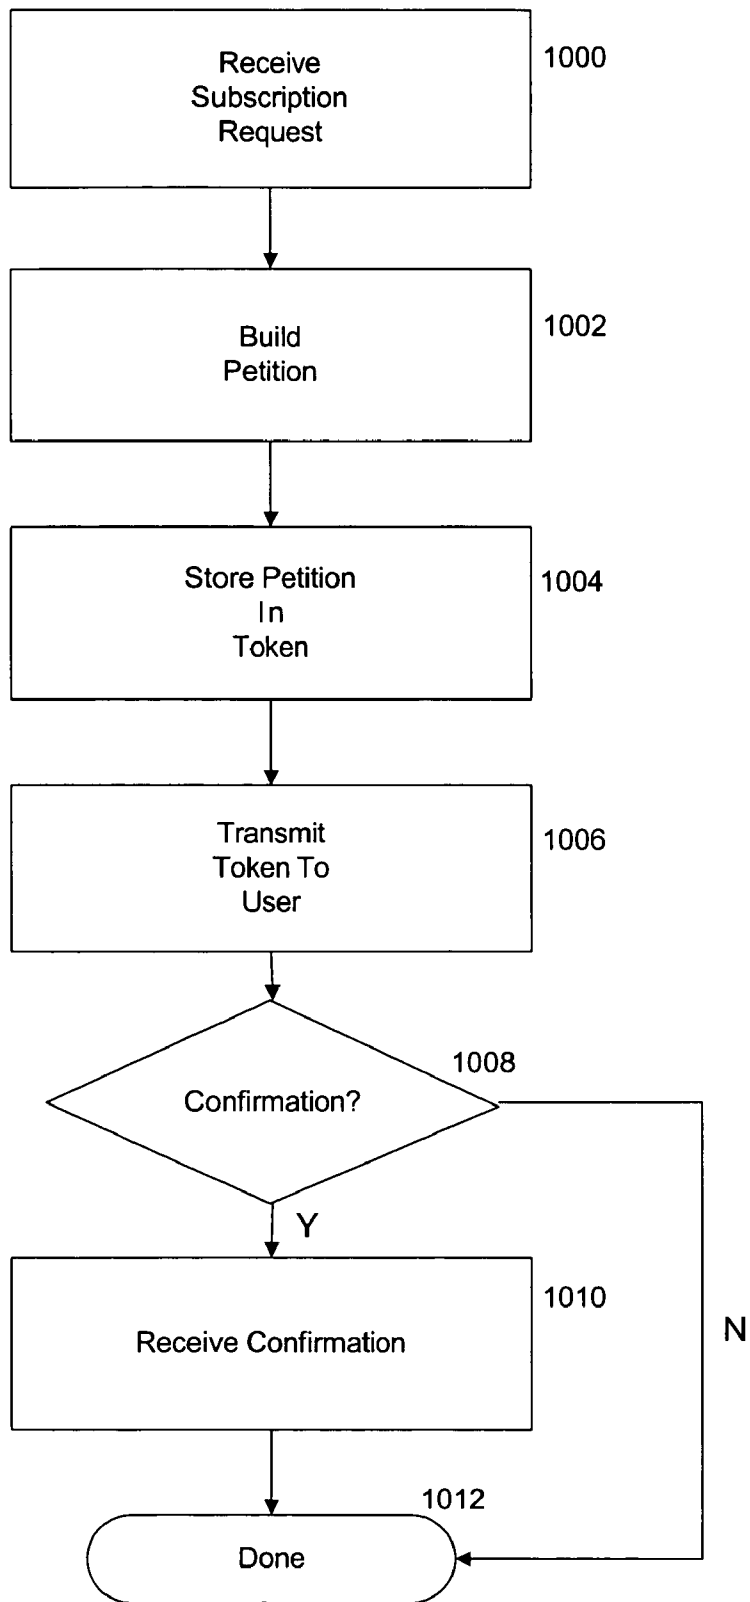 Receive
Subscription
Request
1000
Build
Petition
1002
Store Petition
In
Token
1004
Transmit
Token To
User
1006
Confirmation?
1008
Y
N
Receive Confirmation
1010
Done
1012